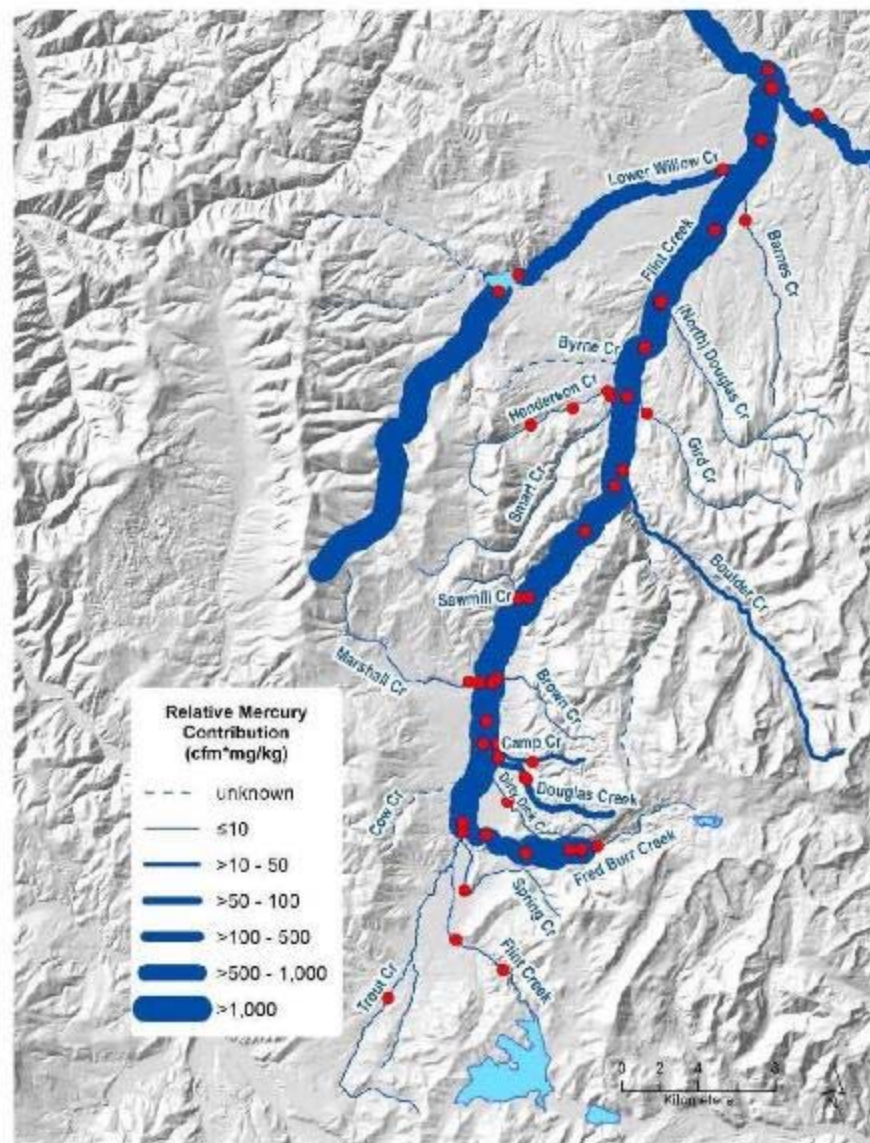 Lower Willow Cr
Flint Creek
Barnes Cr
(North) Douglas Cr
Byrne Cr
Henderson Cr
Gird Cr
Smart Cr
Boulder Cr
Sawmill Cr
Marshall Cr
Brown Cr
Camp Cr
Douglas Creek
Cow Cr
Fred Burr Creek
Spring Cr
Flint Creek
Trout Cr
Relative Mercury
Contribution
(cfm*mg/kg)
unknown
≤10
>10 - 50
>50 - 100
>100 - 500
>500 - 1,000
>1,000
0
Kilometers